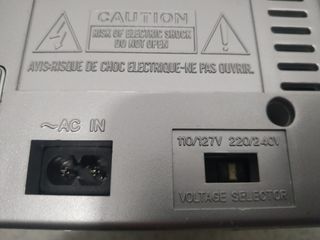 CAUTION
RISK OF ELECTRIC SHOCK
DO NOT OPEN
AVIS-RISQUE DE CHOC ELECTRIQUE-NE PAS OUVRIR.
~AC IN
110/127V 220/240V
VOLTAGE SELECTOR